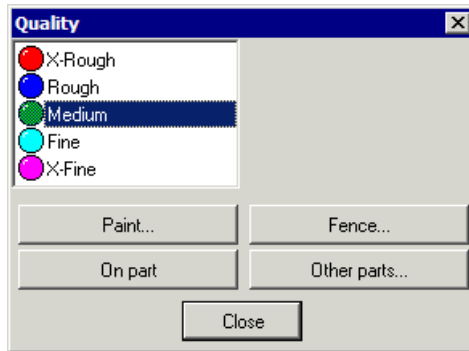 Quality
X-Rough
Rough
Medium
Fine
X-Fine
Paint... Fence...
On part Other parts...
Close